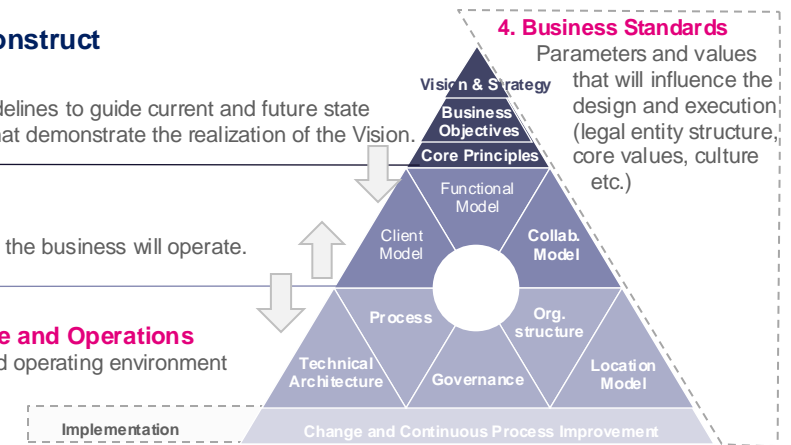 onstruct
4. Business Standards
Parameters and values
that will influence the
design and execution
(legal entity structure,
core values, culture
etc.)
delines to guide current and future state
hat demonstrate the realization of the Vision.
Vision & Strategy
Business
Objectives
Core Principles
Functional
Model
Client
Model
Collab.
Model
the business will operate.
Process
Org.
structure
e and Operations
d operating environment
Technical
Architecture
Governance
Location
Model
Implementation
Change and Continuous Process Improvement